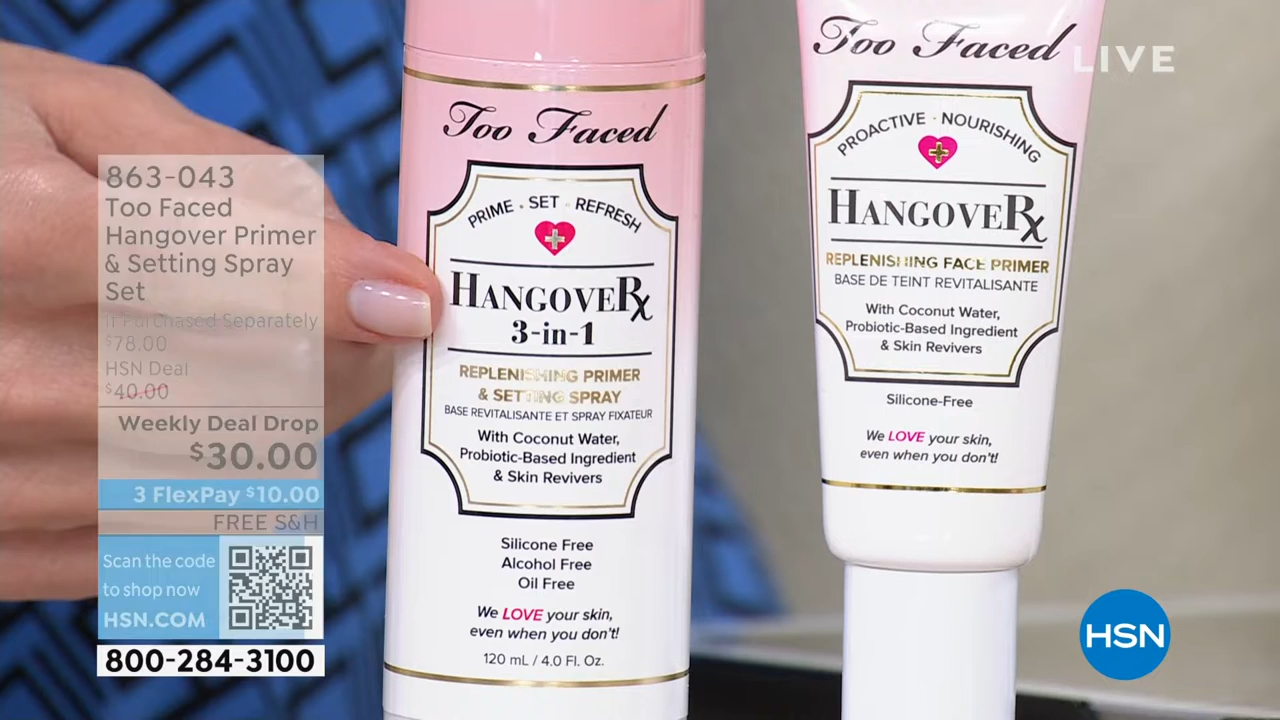 863-043
Too Faced
Hangover Primer
& Setting Spray
Set
If Purchased Separately
$78.00
HSN Deal
$40.00
Weekly Deal Drop
$30.00
3 FlexPay $10.00
FREE S&H
Scan the code
to shop now
HSN.COM
800-284-3100
Too Faced
PRIME · SET · REFRESH
HANGOVERx
3-in-1
REPLENISHING PRIMER
& SETTING SPRAY
BASE REVITALISANTE ET SPRAY FIXATEUR
With Coconut Water,
Probiotic-Based Ingredient
& Skin Revivers
Silicone Free
Alcohol Free
Oil Free
We LOVE your skin,
even when you don't!
120 mL / 4.0 Fl. Oz.
Too Faced
PROACTIVE · NOURISHING
HANGOVERx
REPLENISHING FACE PRIMER
BASE DE TEINT REVITALISANTE
With Coconut Water,
Probiotic-Based Ingredient
& Skin Revivers
Silicone-Free
We LOVE your skin,
even when you don't!
LIVE
HSN